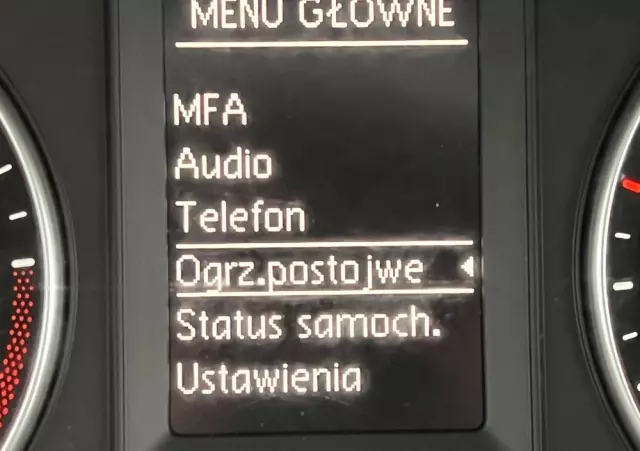 MENU GŁÓWNE
MFA
Audio
Telefon
Ogrz.postojwe
Status samoch.
Ustawienia